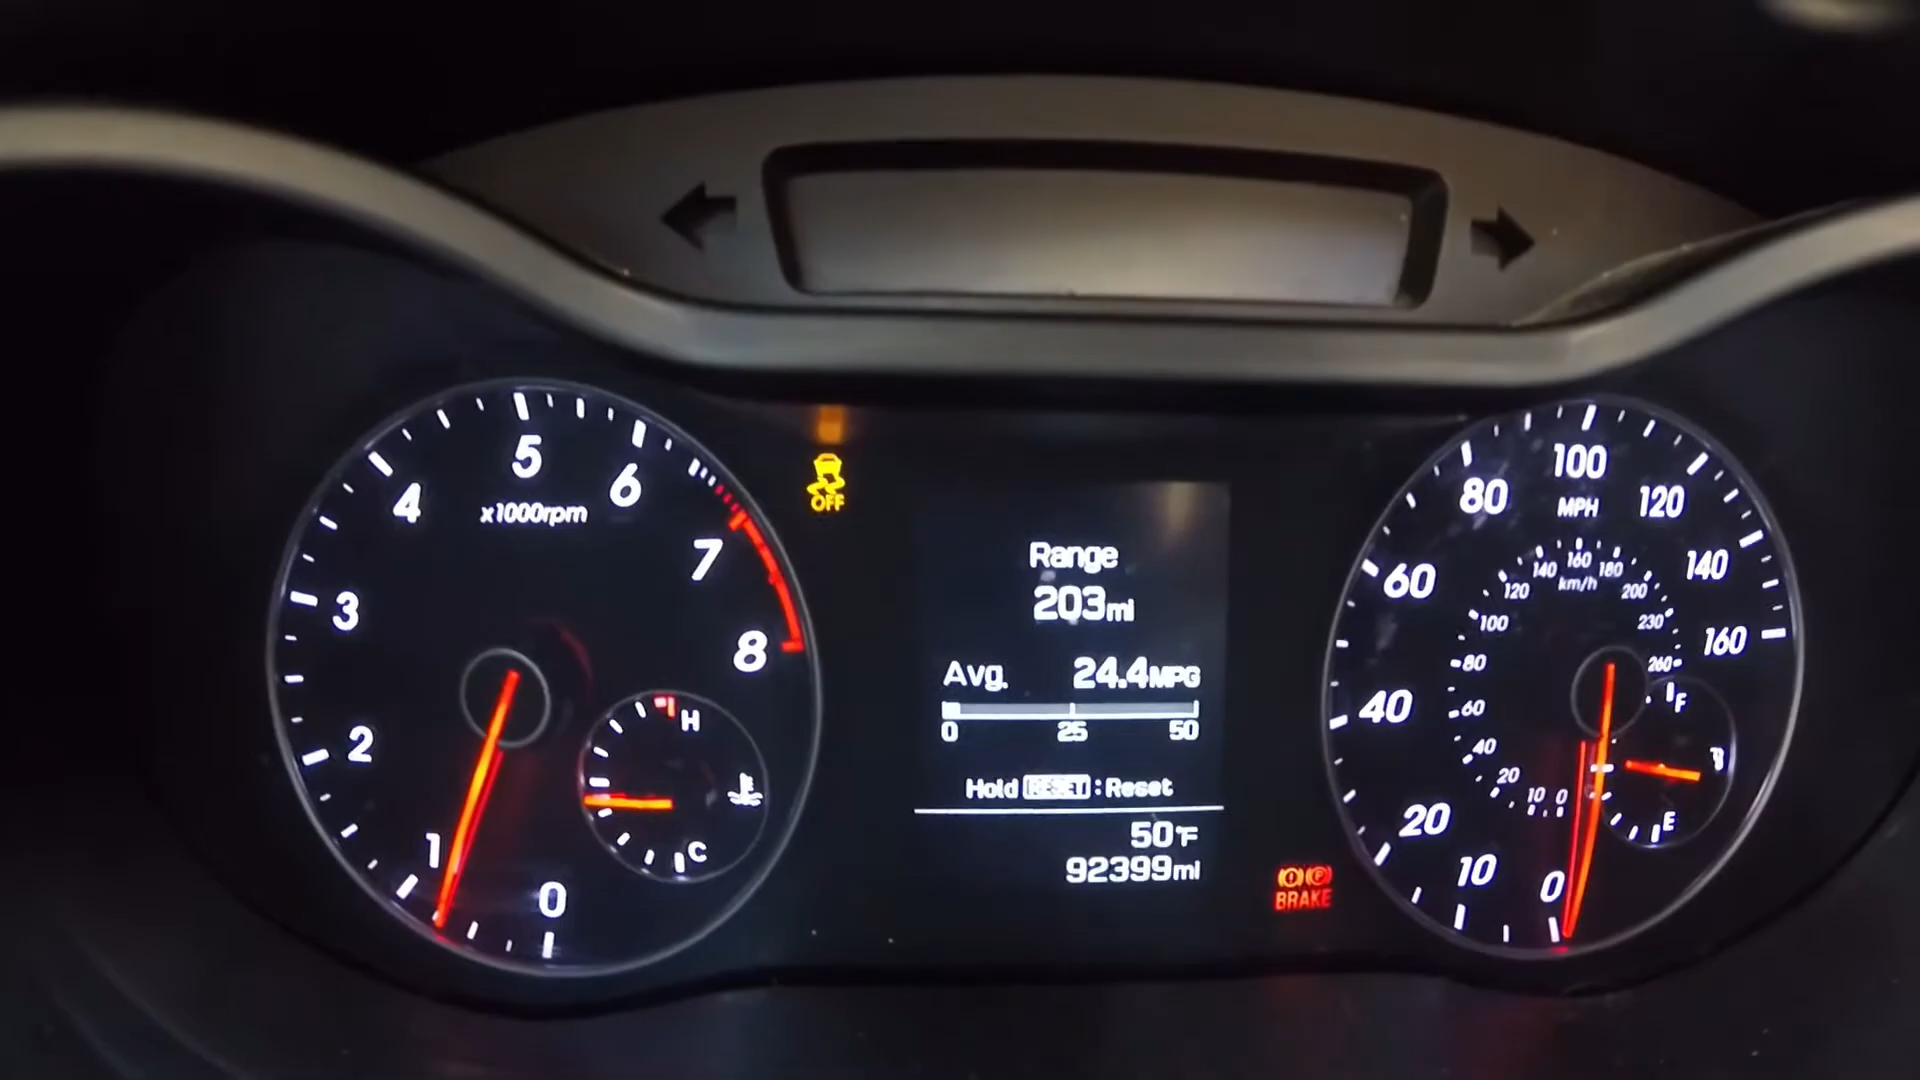 5
4
6
x1000rpm
7
3
8
2
H
1
C
0
OFF
Range
203mi
Avg. 24.4MPG
0 25 50
Hold RESET : Reset
50°F
92399mi
BRAKE
P
100
80
MPH
120
60
140
40
160
20
10
0
160
140
180
km/h
120
200
100
230
80
260
60
40
20
10
0
F
E